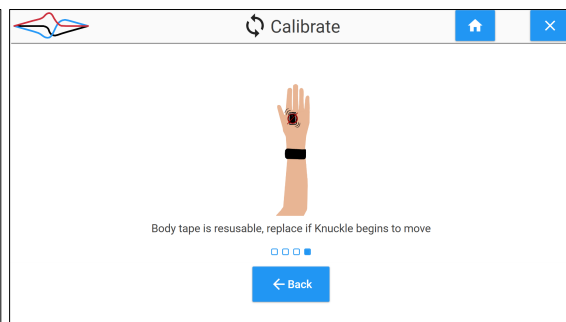 Calibrate
Body tape is resusable, replace if Knuckle begins to move
Back